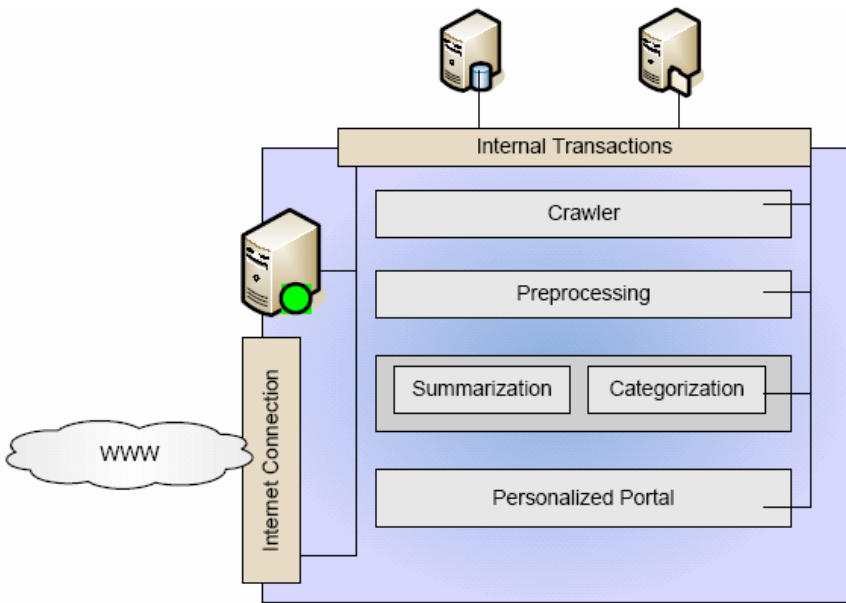 Internal Transactions
Crawler
Preprocessing
Summarization
Categorization
Personalized Portal
Internet Connection
WWW